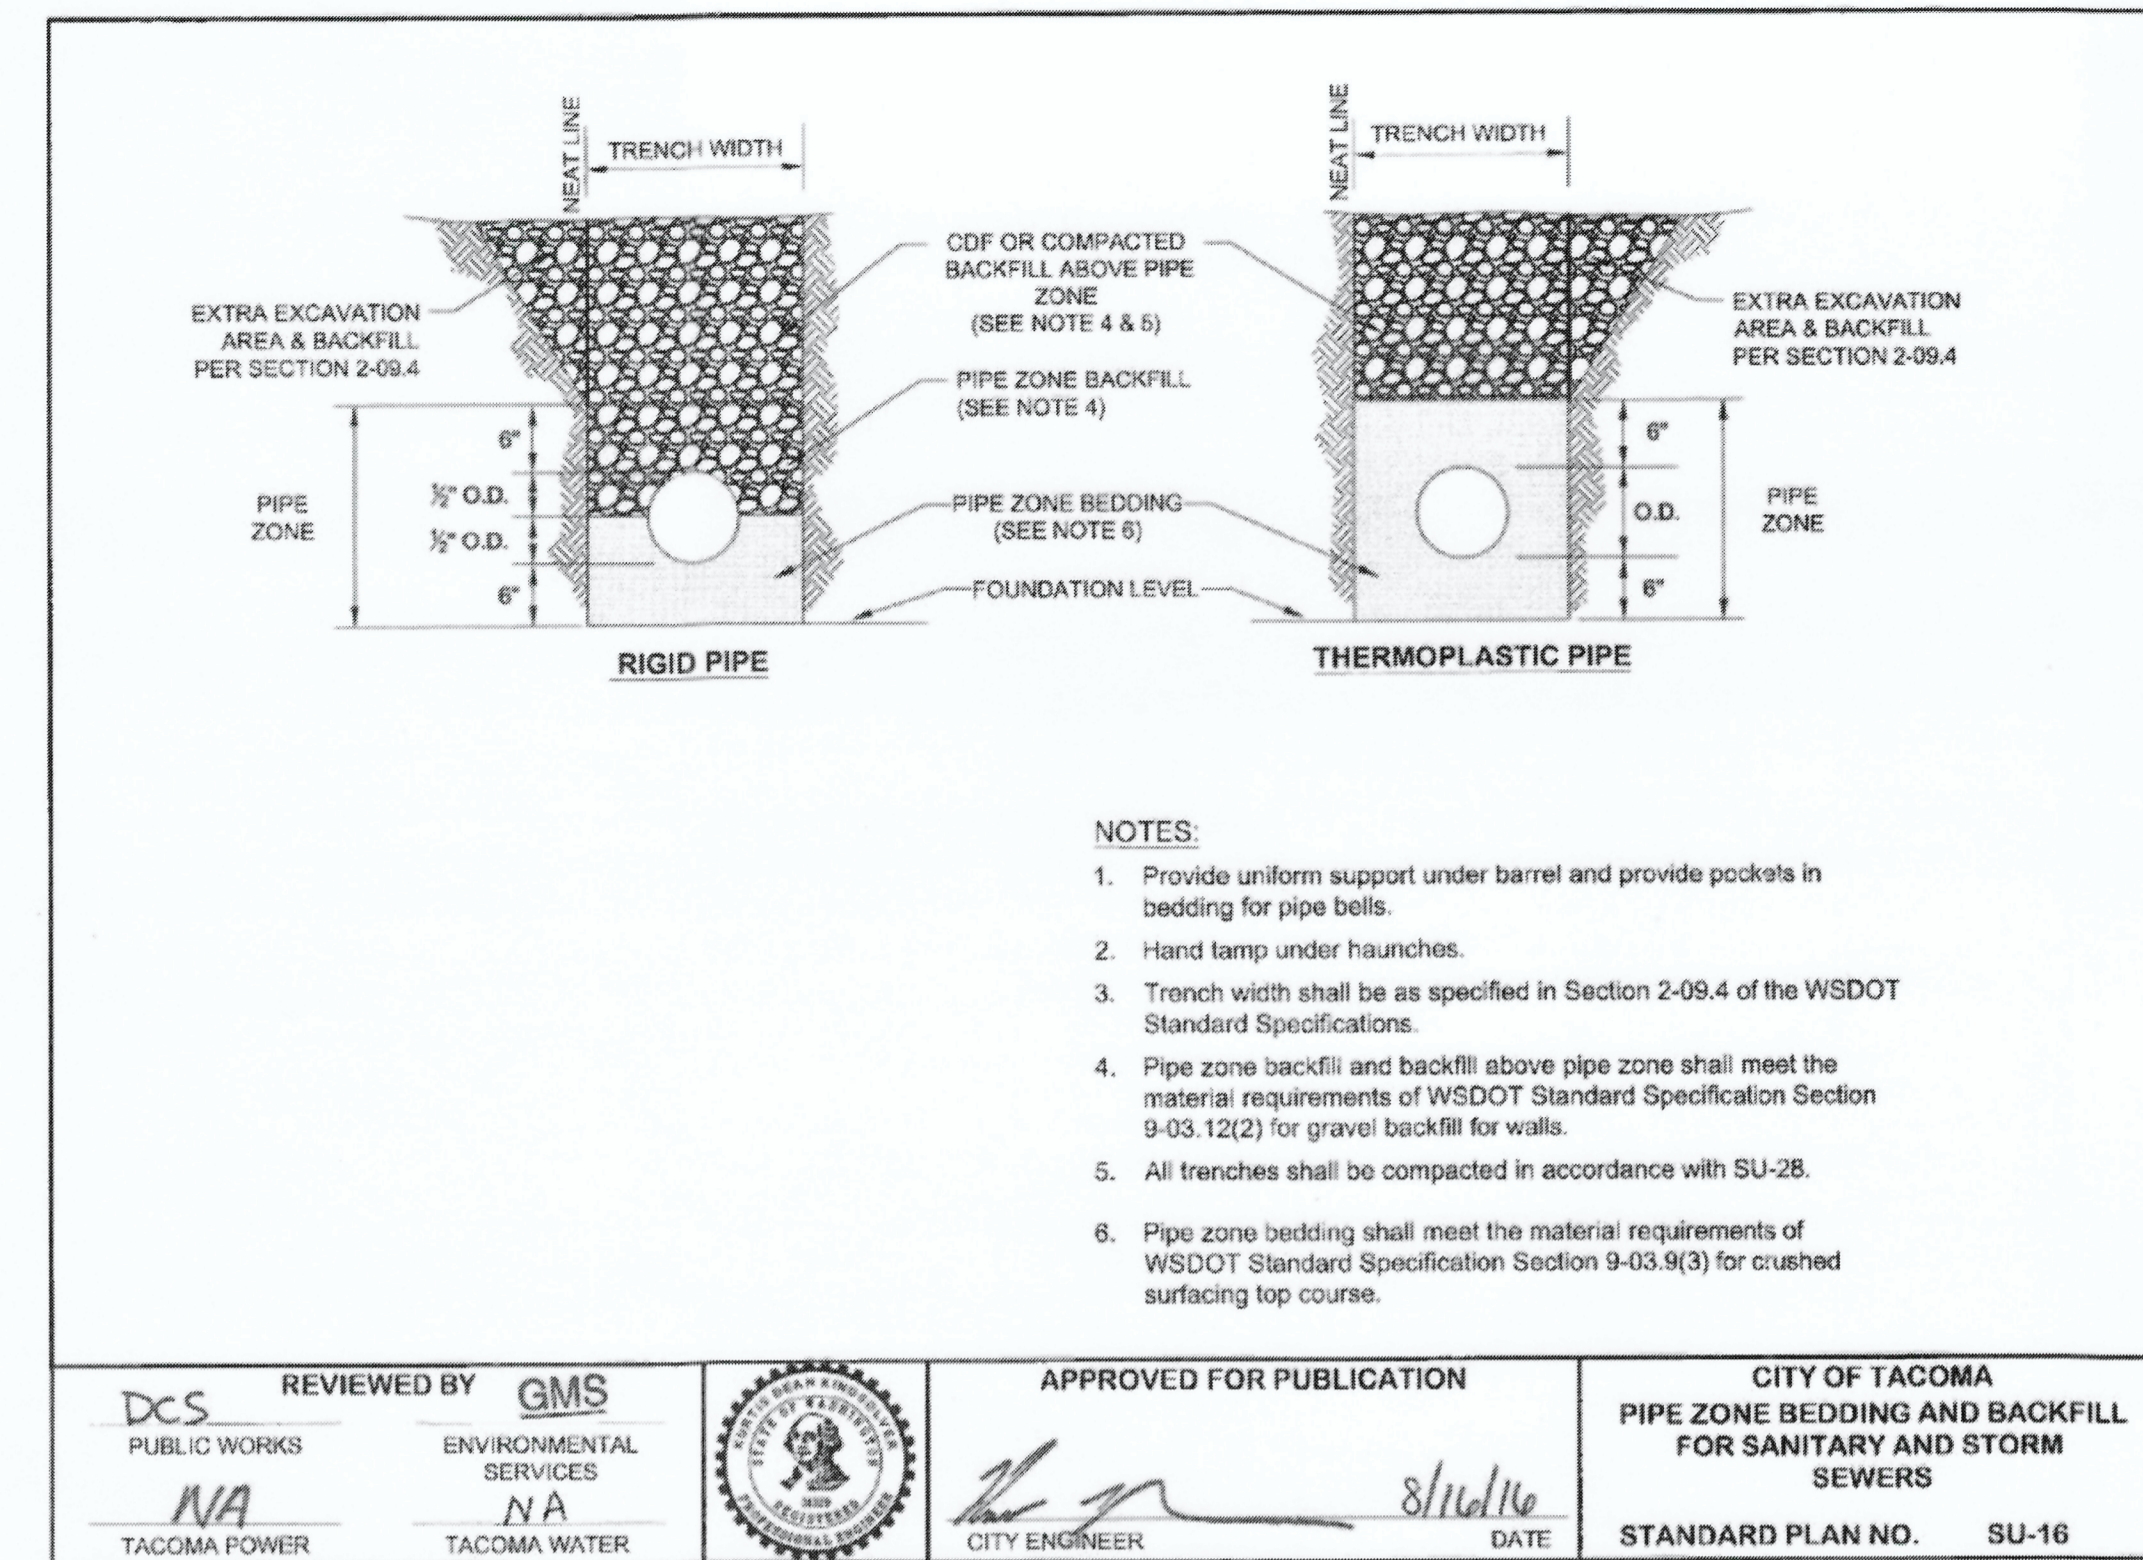 NEAT LINE
TRENCH WIDTH
NEAT LINE
TRENCH WIDTH
EXTRA EXCAVATION
AREA & BACKFILL
PER SECTION 2-09.4
CDF OR COMPACTED
BACKFILL ABOVE PIPE
ZONE
(SEE NOTE 4 & 5)
EXTRA EXCAVATION
AREA & BACKFILL
PER SECTION 2-09.4
PIPE ZONE BACKFILL
(SEE NOTE 4)
6"
½" O.D.
½" O.D.
6"
PIPE
ZONE
PIPE ZONE BEDDING
(SEE NOTE 6)
FOUNDATION LEVEL
6"
O.D.
6"
PIPE
ZONE
RIGID PIPE
THERMOPLASTIC PIPE
NOTES:
1. Provide uniform support under barrel and provide pockets in
bedding for pipe bells.
2. Hand tamp under haunches.
3. Trench width shall be as specified in Section 2-09.4 of the WSDOT
Standard Specifications.
4. Pipe zone backfill and backfill above pipe zone shall meet the
material requirements of WSDOT Standard Specification Section
9-03.12(2) for gravel backfill for walls.
5. All trenches shall be compacted in accordance with SU-28.
6. Pipe zone bedding shall meet the material requirements of
WSDOT Standard Specification Section 9-03.9(3) for crushed
surfacing top course.
REVIEWED BY
DCS
PUBLIC WORKS
GMS
ENVIRONMENTAL
SERVICES
NA
TACOMA POWER
NA
TACOMA WATER
KURTIS DEAN KINGSOLVER
STATE OF WASHINGTON
REGISTERED
PROFESSIONAL ENGINEER
APPROVED FOR PUBLICATION
CITY ENGINEER
8/16/16
DATE
CITY OF TACOMA
PIPE ZONE BEDDING AND BACKFILL
FOR SANITARY AND STORM
SEWERS
STANDARD PLAN NO. SU-16